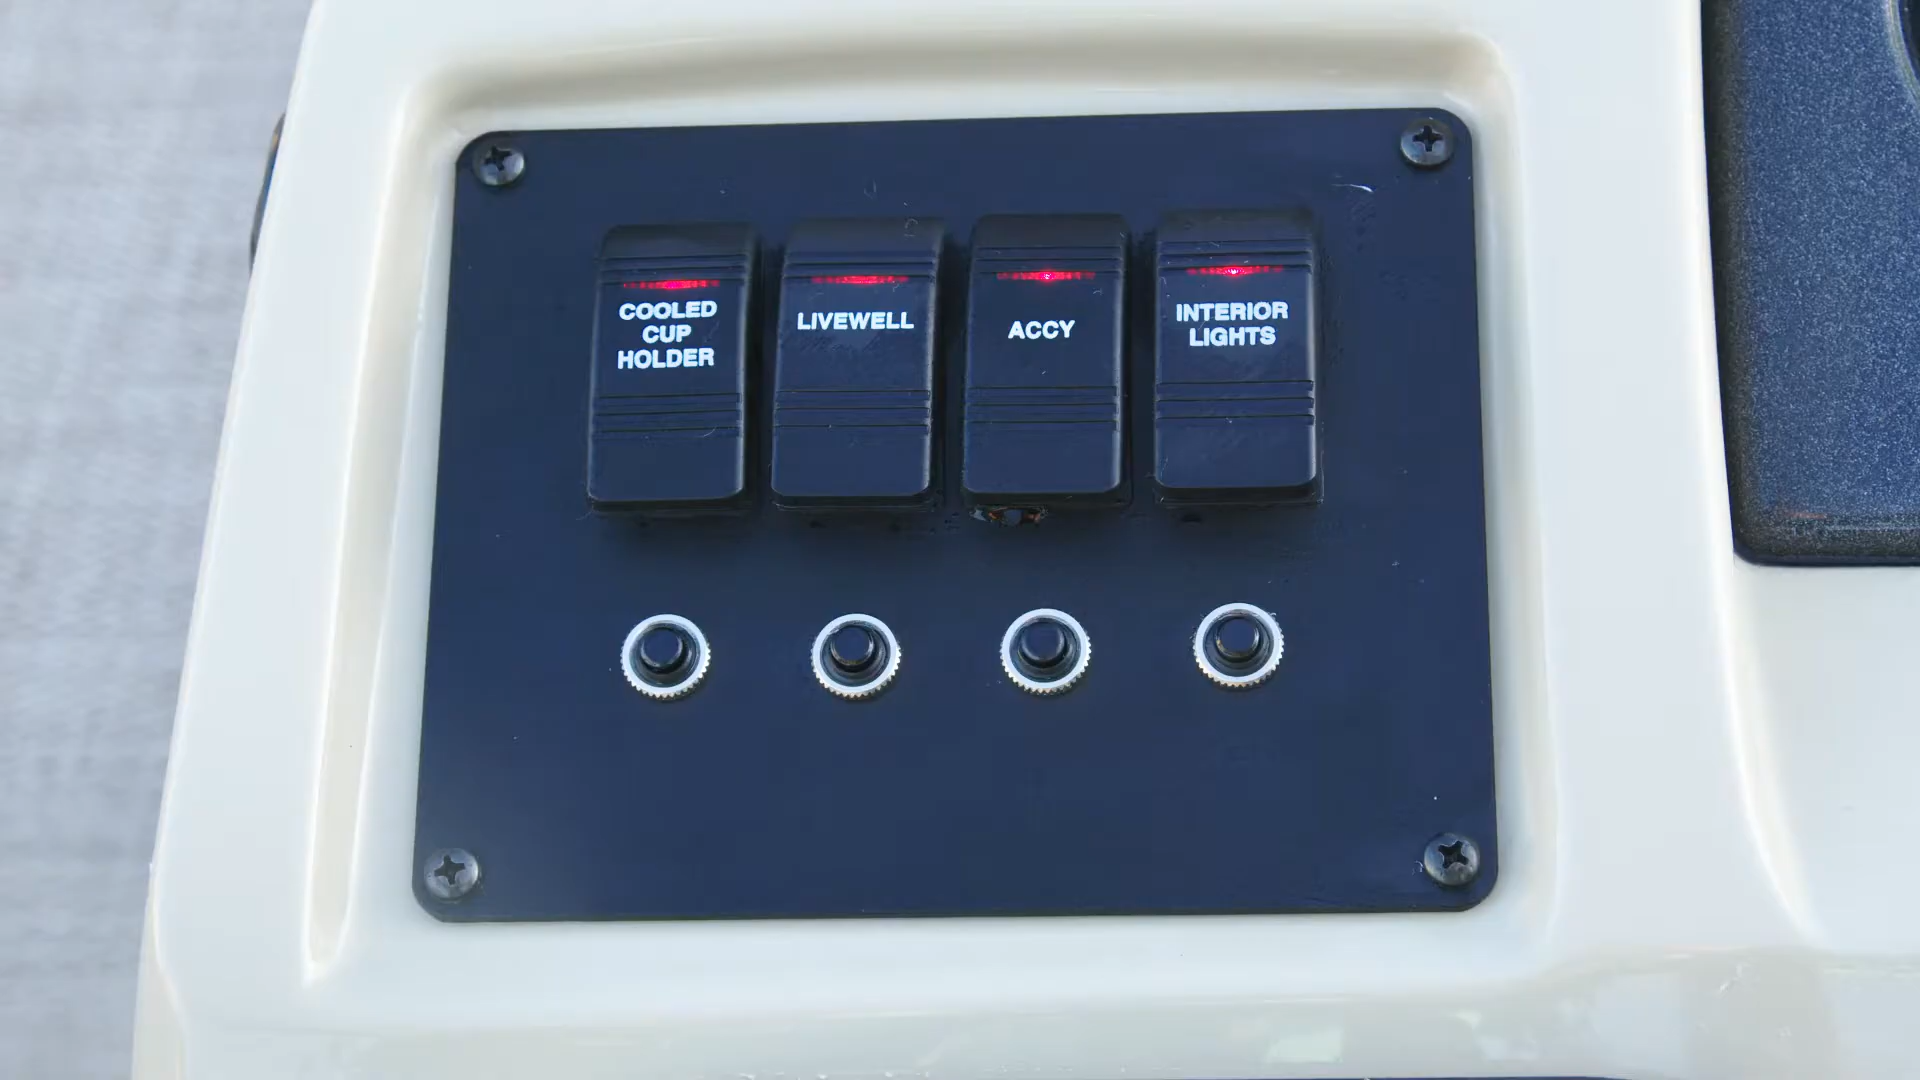 COOLED
CUP
HOLDER
LIVEWELL
ACCY
INTERIOR
LIGHTS